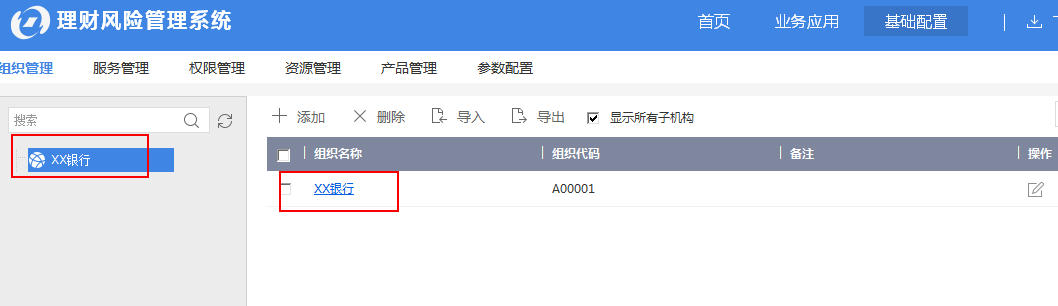 理财风险管理系统 首页 业务应用 基础配置
组织管理 服务管理 权限管理 资源管理 产品管理 参数配置
搜索 添加 删除 导入 导出 显示所有子机构
组织名称 组织代码 备注 操作
XX银行
XX银行 A00001